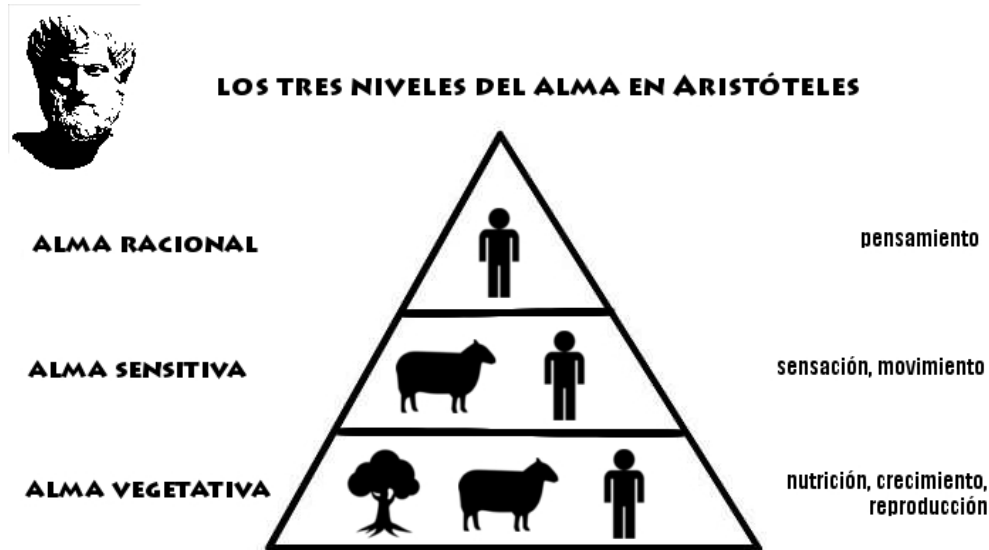 LOS TRES NIVELES DEL ALMA EN ARISTÓTELES
ALMA RACIONAL
pensamiento
ALMA SENSITIVA
sensación, movimiento
ALMA VEGETATIVA
nutrición, crecimiento,
reproducción